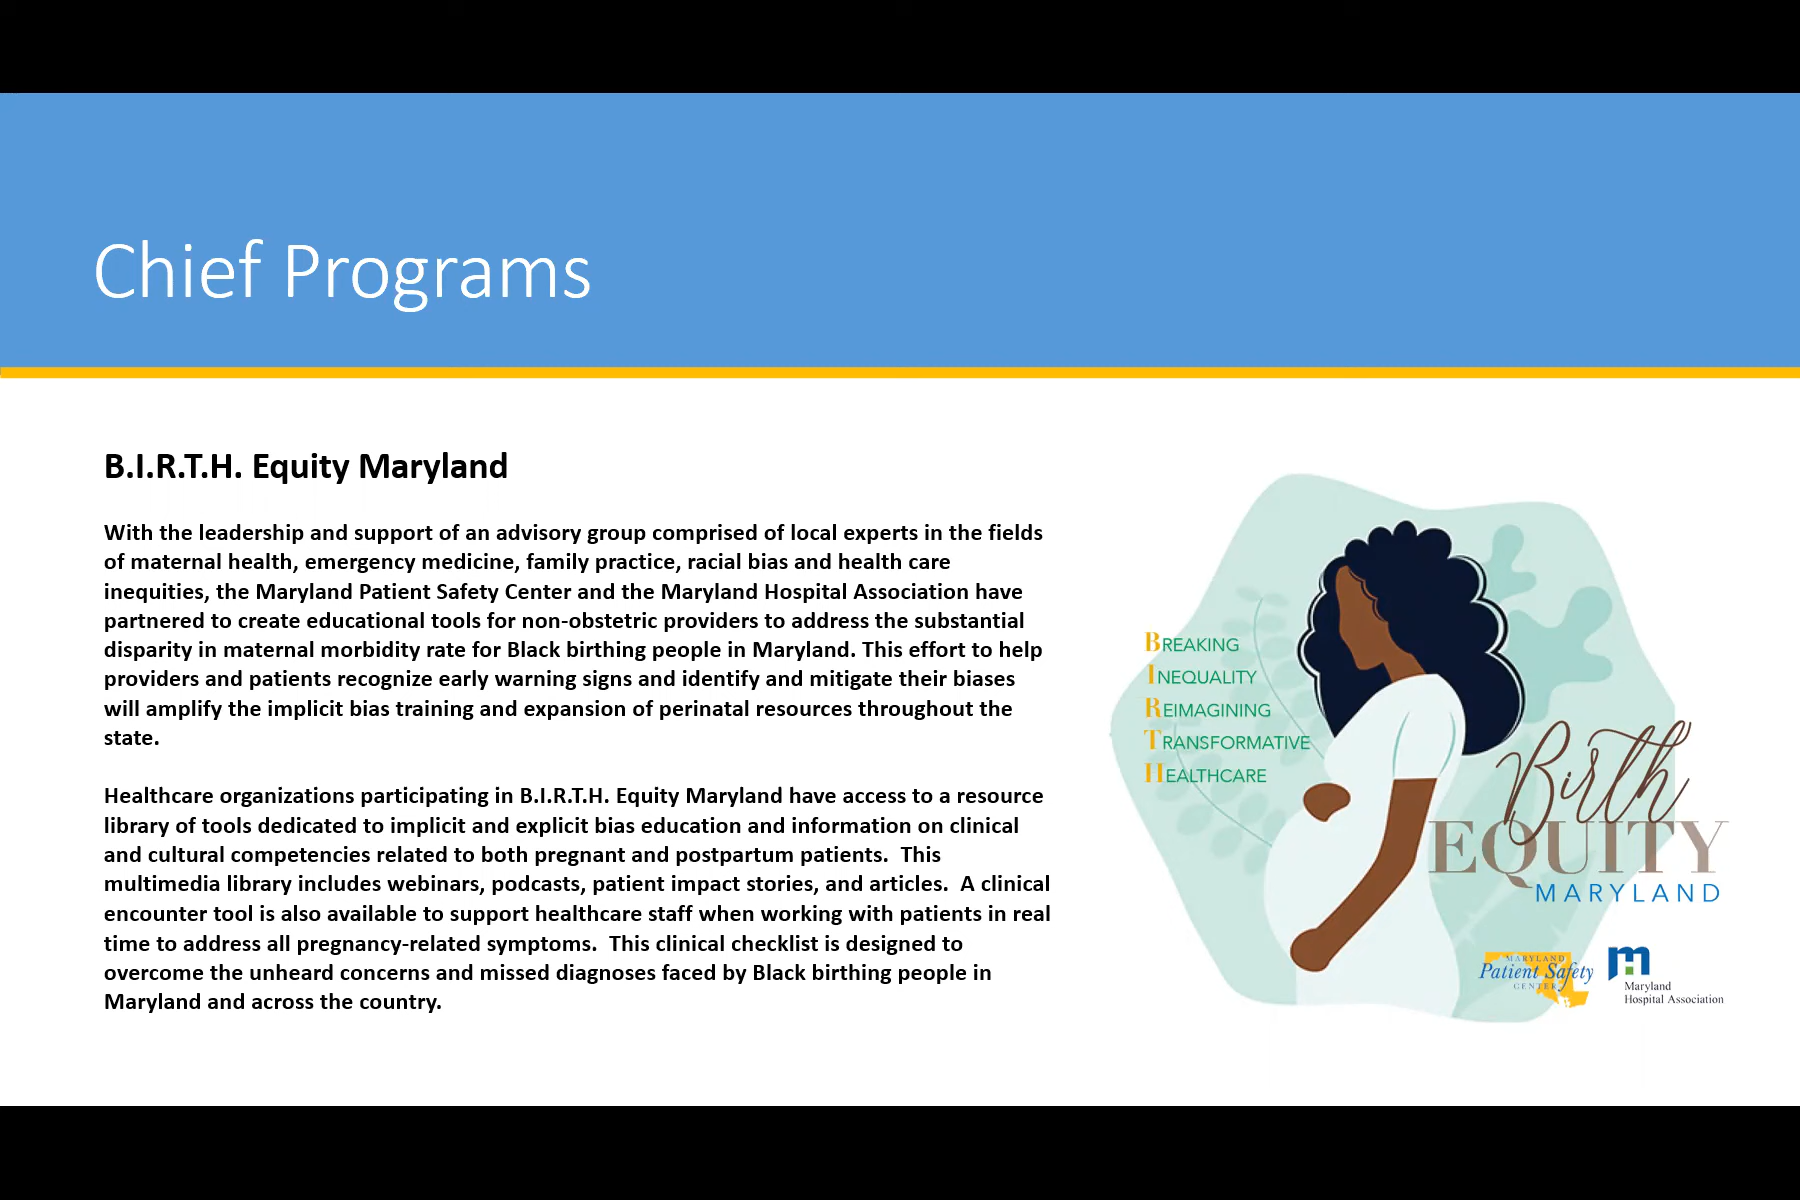 Chief Programs
B.I.R.T.H. Equity Maryland
With the leadership and support of an advisory group comprised of local experts in the fields
of maternal health, emergency medicine, family practice, racial bias and health care
inequities, the Maryland Patient Safety Center and the Maryland Hospital Association have
partnered to create educational tools for non-obstetric providers to address the substantial
disparity in maternal morbidity rate for Black birthing people in Maryland. This effort to help
providers and patients recognize early warning signs and identify and mitigate their biases
will amplify the implicit bias training and expansion of perinatal resources throughout the
state.
Healthcare organizations participating in B.I.R.T.H. Equity Maryland have access to a resource
library of tools dedicated to implicit and explicit bias education and information on clinical
and cultural competencies related to both pregnant and postpartum patients.  This
multimedia library includes webinars, podcasts, patient impact stories, and articles.  A clinical
encounter tool is also available to support healthcare staff when working with patients in real
time to address all pregnancy-related symptoms.  This clinical checklist is designed to
overcome the unheard concerns and missed diagnoses faced by Black birthing people in
Maryland and across the country.
BREAKING
INEQUALITY
REIMAGINING
TRANSFORMATIVE
HEALTHCARE
Birth
EQUITY
MARYLAND
MARYLAND
Patient Safety
CENTER
Maryland
Hospital Association